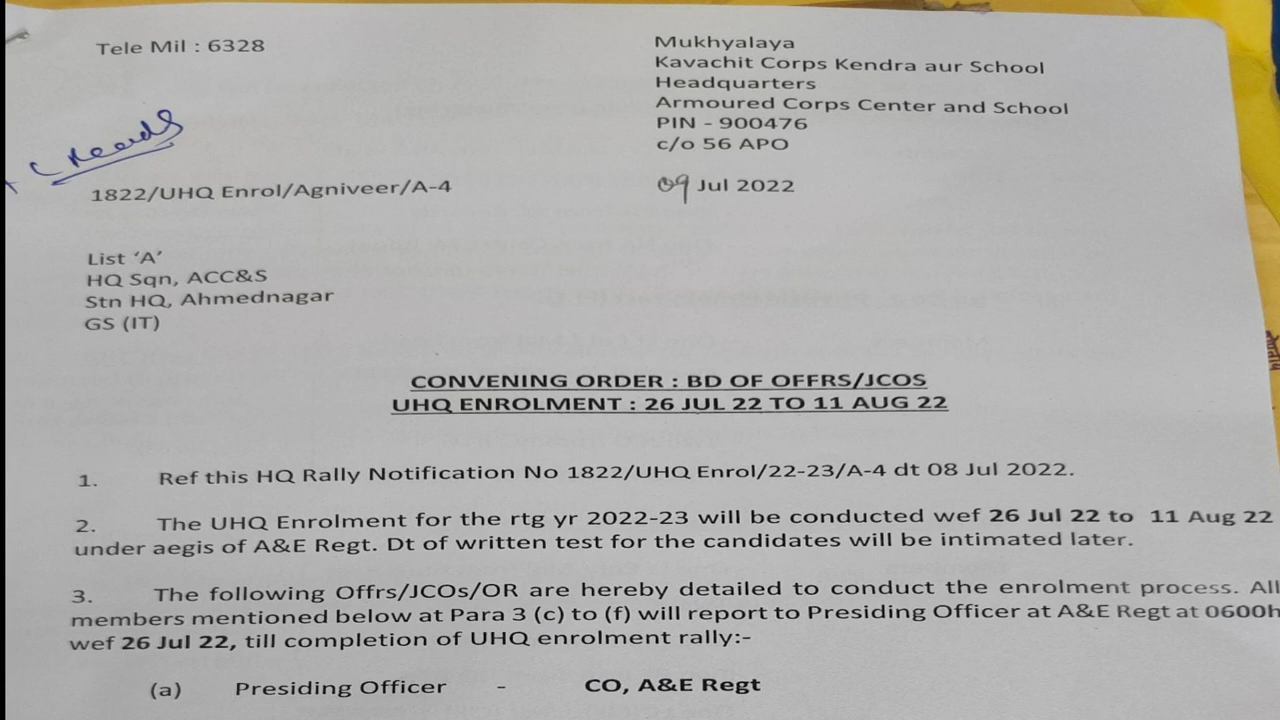 Tele Mil : 6328
Mukhyalaya
Kavachit Corps Kendra aur School
Headquarters
Armoured Corps Center and School
PIN - 900476
c/o 56 APO
1822/UHQ Enrol/Agniveer/A-4
09 Jul 2022
List ‘A’
HQ Sqn, ACC&S
Stn HQ, Ahmednagar
GS (IT)
CONVENING ORDER : BD OF OFFRS/JCOS
UHQ ENROLMENT : 26 JUL 22 TO 11 AUG 22
1. Ref this HQ Rally Notification No 1822/UHQ Enrol/22-23/A-4 dt 08 Jul 2022.
2. The UHQ Enrolment for the rtg yr 2022-23 will be conducted wef 26 Jul 22 to 11 Aug 22
under aegis of A&E Regt. Dt of written test for the candidates will be intimated later.
3. The following Offrs/JCOs/OR are hereby detailed to conduct the enrolment process. All
members mentioned below at Para 3 (c) to (f) will report to Presiding Officer at A&E Regt at 0600h
wef 26 Jul 22, till completion of UHQ enrolment rally:-
(a) Presiding Officer - CO, A&E Regt